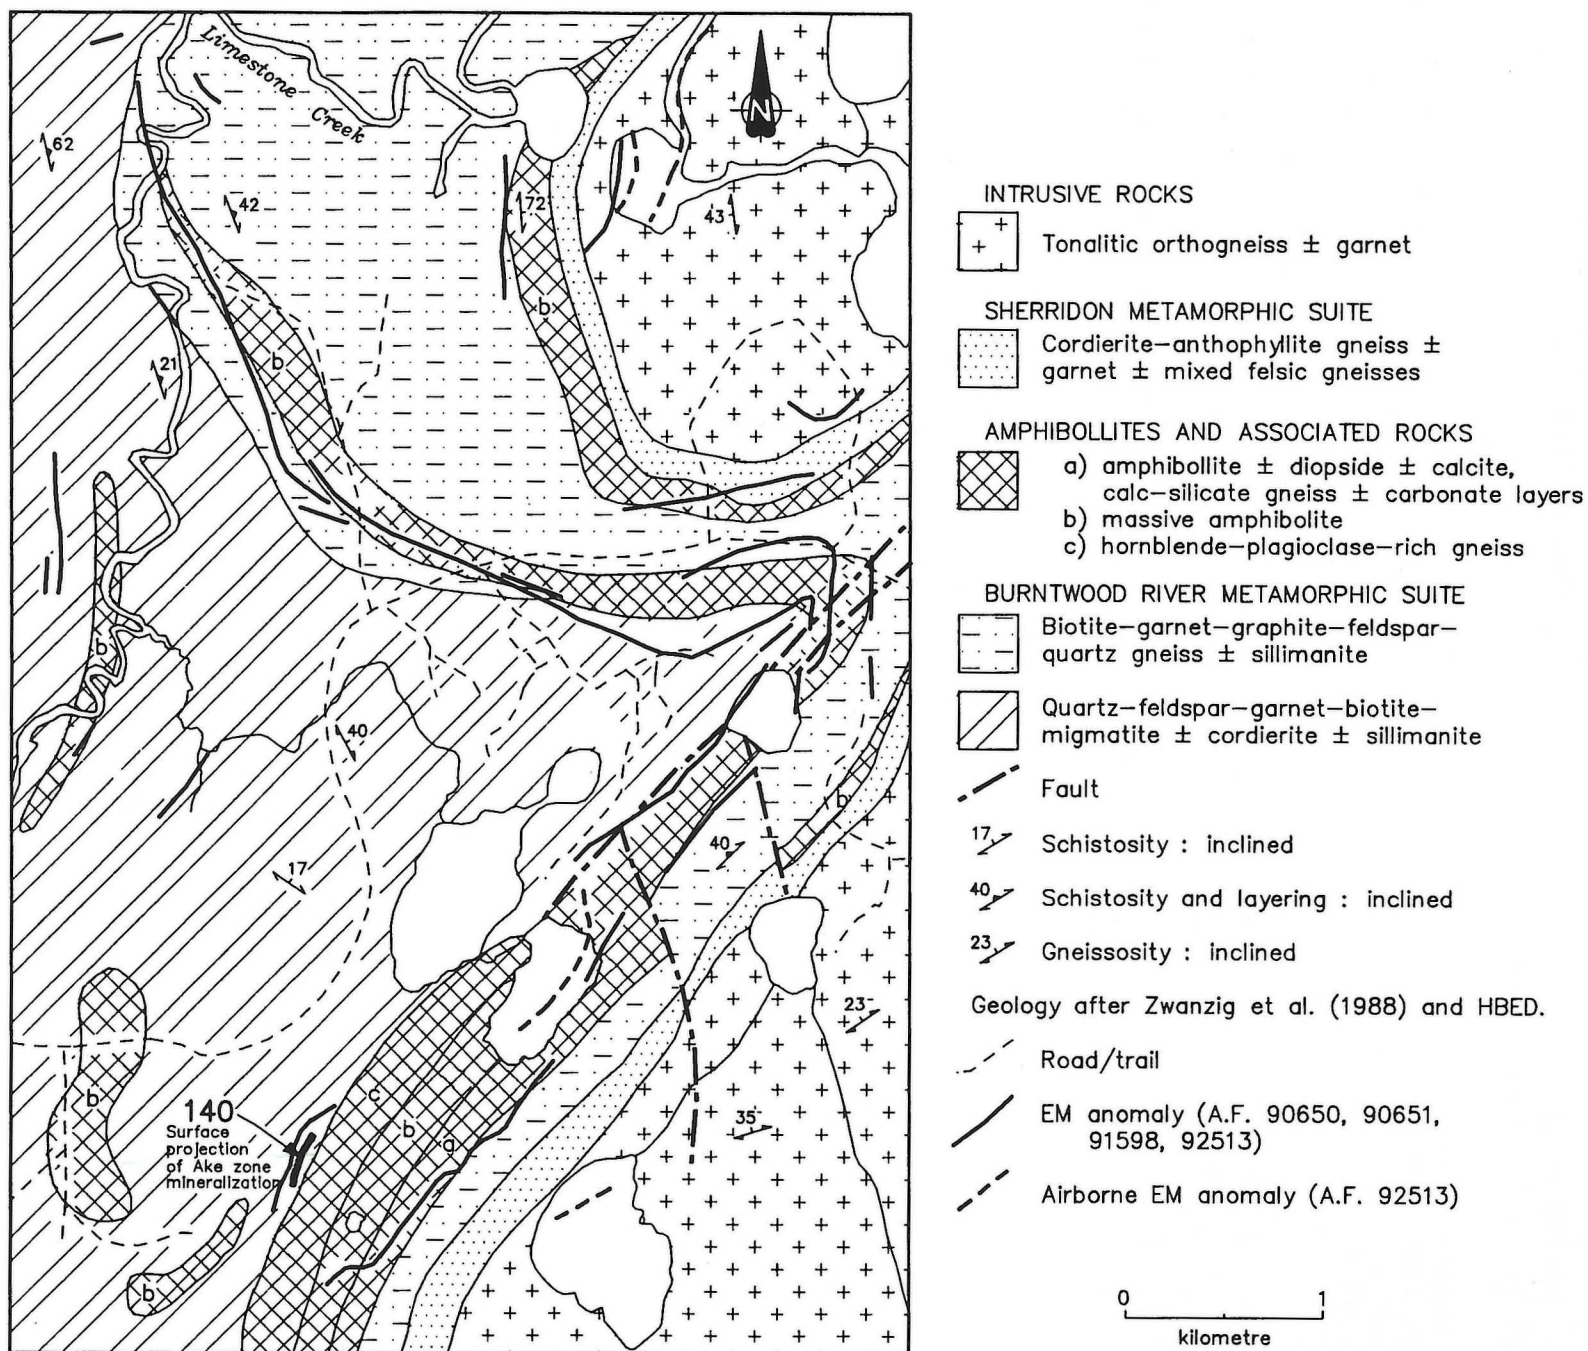 Limestone
Creek
N
62
42
72
43
b
b
21
b
40
17
40
b
23
b
c
b
a
35
b
140
Surface
projection
of Ake zone
mineralization
INTRUSIVE ROCKS
Tonalitic orthogneiss ± garnet
SHERRIDON METAMORPHIC SUITE
Cordierite-anthophyllite gneiss ±
garnet ± mixed felsic gneisses
AMPHIBOLLITES AND ASSOCIATED ROCKS
a) amphibollite ± diopside ± calcite,
calc-silicate gneiss ± carbonate layers
b) massive amphibolite
c) hornblende-plagioclase-rich gneiss
BURNTWOOD RIVER METAMORPHIC SUITE
Biotite-garnet-graphite-feldspar-
quartz gneiss ± sillimanite
Quartz-feldspar-garnet-biotite-
migmatite ± cordierite ± sillimanite
Fault
17 Schistosity : inclined
40 Schistosity and layering : inclined
23 Gneissosity : inclined
Geology after Zwanzig et al. (1988) and HBED.
Road/trail
EM anomaly (A.F. 90650, 90651,
91598, 92513)
Airborne EM anomaly (A.F. 92513)
0 1
kilometre